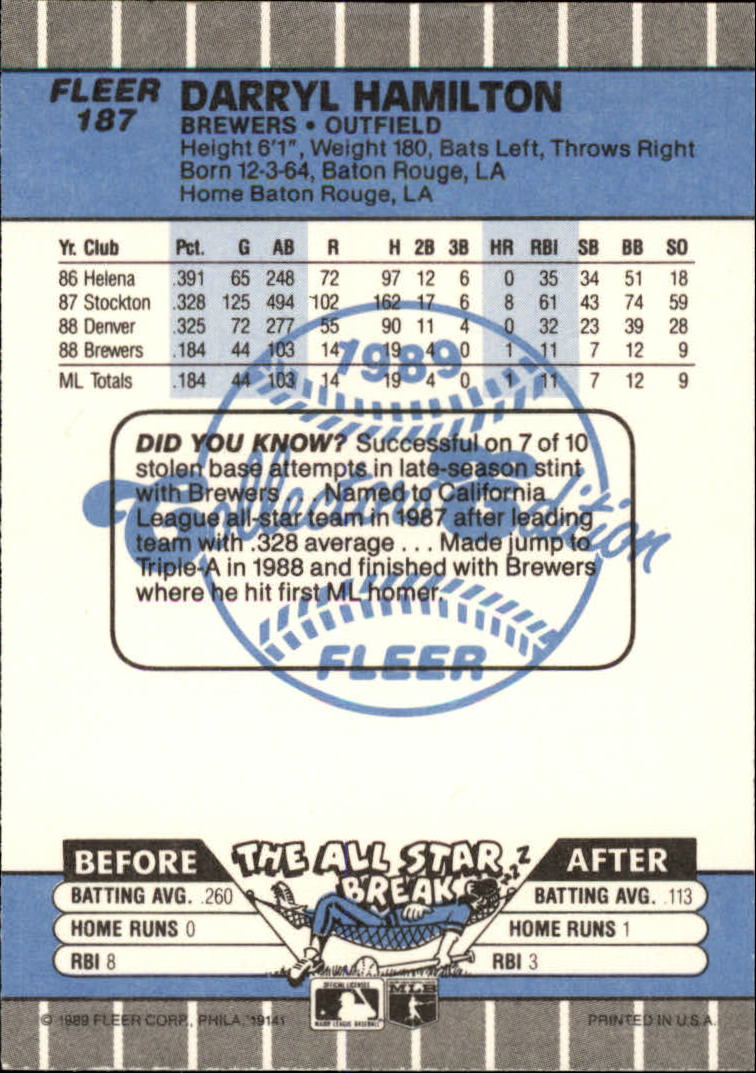 FLEER
187
DARRYL HAMILTON
BREWERS • OUTFIELD
Height 6'1", Weight 180, Bats Left, Throws Right
Born 12-3-64, Baton Rouge, LA
Home Baton Rouge, LA
Yr. Club Pct. G AB R H 2B 3B HR RBI SB BB SO
86 Helena .391 65 248 72 97 12 6 0 35 34 51 18
87 Stockton .328 125 494 102 162 17 6 8 61 43 74 59
88 Denver .325 72 277 55 90 11 4 0 32 23 39 28
88 Brewers .184 44 103 14 19 4 0 1 11 7 12 9
ML Totals .184 44 103 14 19 4 0 1 11 7 12 9
1989
Collector's Edition
FLEER
DID YOU KNOW? Successful on 7 of 10
stolen base attempts in late-season stint
with Brewers . . . Named to California
League all-star team in 1987 after leading
team with .328 average . . . Made jump to
Triple-A in 1988 and finished with Brewers
where he hit first ML homer.
THE ALL STAR
BREAK
ZZZ
BEFORE
BATTING AVG. .260
HOME RUNS 0
RBI 8
AFTER
BATTING AVG. .113
HOME RUNS 1
RBI 3
OFFICIAL LICENSEE
MAJOR LEAGUE BASEBALL
MLB
© 1989 FLEER CORP., PHILA. 19141
PRINTED IN U.S.A.